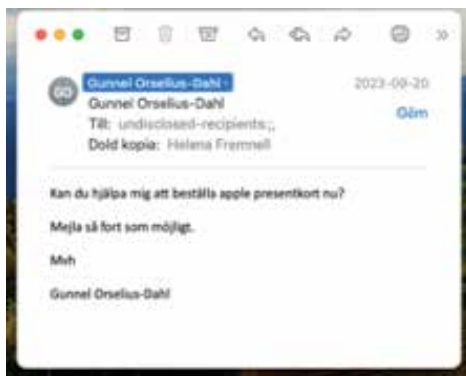 GO
Gunnel Orselius-Dahl
2023-09-20
Gunnel Orselius-Dahl
Göm
Till: undisclosed-recipients:;,
Dold kopia: Helena Fremnell
Kan du hjälpa mig att beställa apple presentkort nu?
Mejla så fort som möjligt.
Mvh
Gunnel Orselius-Dahl